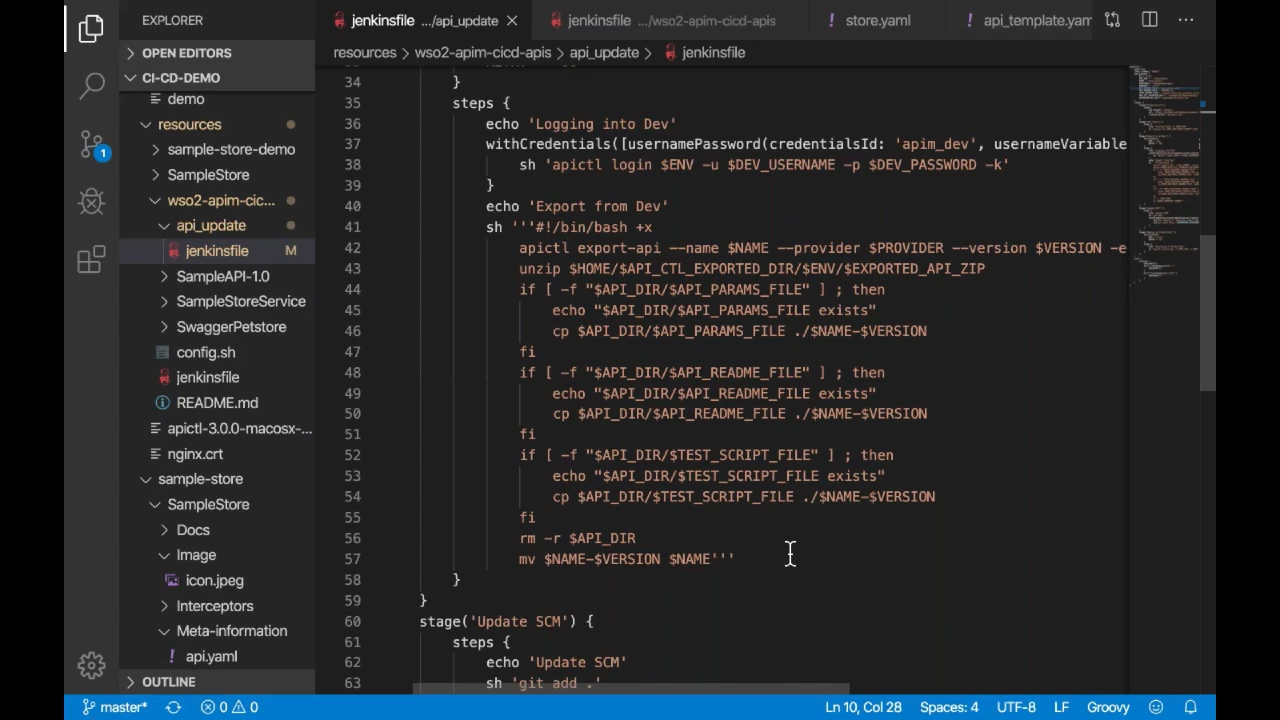 EXPLORER
OPEN EDITORS
CI-CD-DEMO
demo
resources
sample-store-demo
SampleStore
wso2-apim-cic...
api_update
jenkinsfile M
SampleAPI-1.0
SampleStoreService
SwaggerPetstore
config.sh
jenkinsfile
README.md
apictl-3.0.0-macosx-...
nginx.crt
sample-store
SampleStore
Docs
Image
icon.jpeg
Interceptors
Meta-information
! api.yaml
OUTLINE
1
jenkinsfile .../api_update × jenkinsfile .../wso2-apim-cicd-apis ! store.yaml ! api_template.yam
resources > wso2-apim-cicd-apis > api_update > jenkinsfile
34 }
35 steps {
36 echo 'Logging into Dev'
37 withCredentials([usernamePassword(credentialsId: 'apim_dev', usernameVariable
38 sh 'apictl login $ENV -u $DEV_USERNAME -p $DEV_PASSWORD -k'
39 }
40 echo 'Export from Dev'
41 sh '''#!/bin/bash +x
42 apictl export-api --name $NAME --provider $PROVIDER --version $VERSION -e
43 unzip $HOME/$API_CTL_EXPORTED_DIR/$ENV/$EXPORTED_API_ZIP
44 if [ -f "$API_DIR/$API_PARAMS_FILE" ] ; then
45 echo "$API_DIR/$API_PARAMS_FILE exists"
46 cp $API_DIR/$API_PARAMS_FILE ./$NAME-$VERSION
47 fi
48 if [ -f "$API_DIR/$API_README_FILE" ] ; then
49 echo "$API_DIR/$API_README_FILE exists"
50 cp $API_DIR/$API_README_FILE ./$NAME-$VERSION
51 fi
52 if [ -f "$API_DIR/$TEST_SCRIPT_FILE" ] ; then
53 echo "$API_DIR/$TEST_SCRIPT_FILE exists"
54 cp $API_DIR/$TEST_SCRIPT_FILE ./$NAME-$VERSION
55 fi
56 rm -r $API_DIR
57 mv $NAME-$VERSION $NAME'''
58 }
59 }
60 stage('Update SCM') {
61 steps {
62 echo 'Update SCM'
63 sh 'git add .'
master* 0 0 Ln 10, Col 28 Spaces: 4 UTF-8 LF Groovy